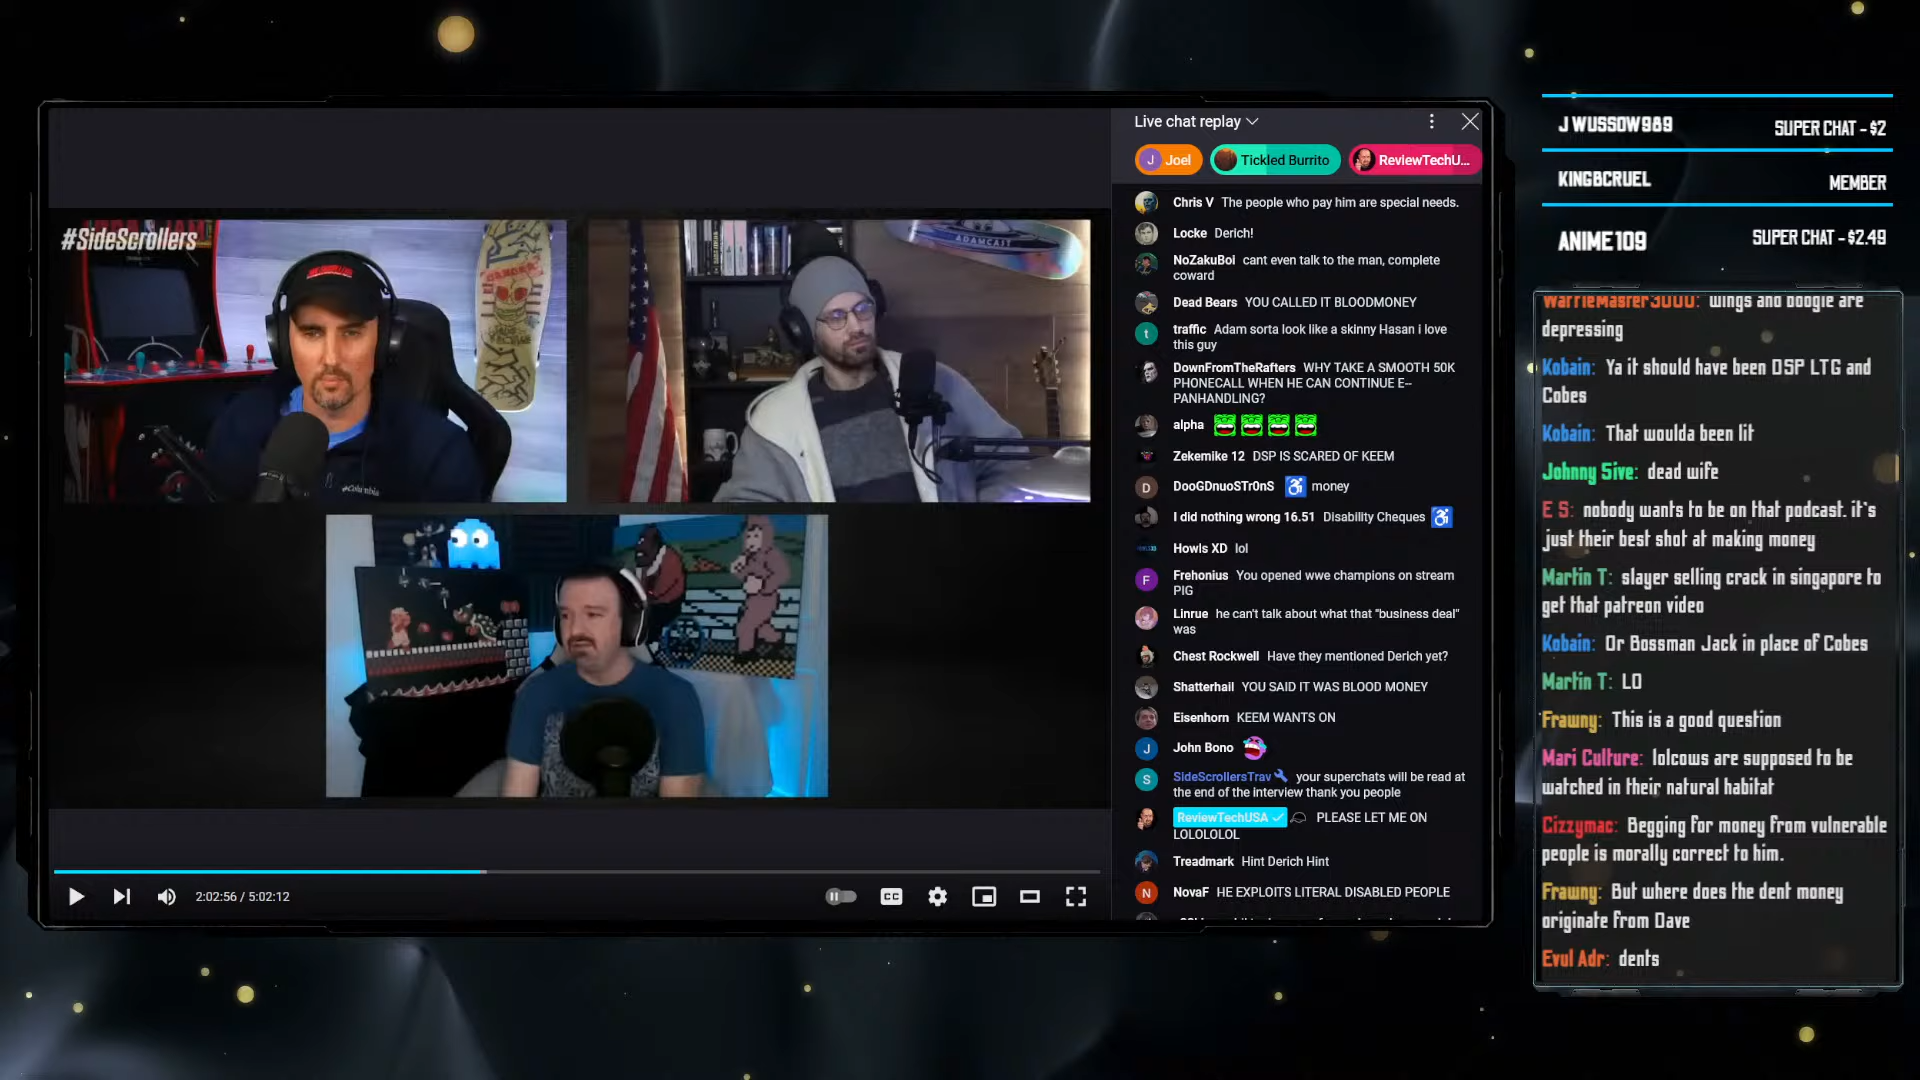 #SideScrollers
ADAMCAST
Columbia
2:02:56 / 5:02:12
CC
Live chat replay
J Joel
Tickled Burrito
ReviewTechU...
Chris V The people who pay him are special needs.
Locke Derich!
NoZakuBoi cant even talk to the man, complete
coward
Dead Bears YOU CALLED IT BLOODMONEY
t traffic Adam sorta look like a skinny Hasan i love
this guy
DownFromTheRafters WHY TAKE A SMOOTH 50K
PHONECALL WHEN HE CAN CONTINUE E--
PANHANDLING?
alpha
Zekemike 12 DSP IS SCARED OF KEEM
D DooGDnuoSTr0nS ♿ money
I did nothing wrong 16.51 Disability Cheques ♿
Howls XD lol
F Frehonius You opened wwe champions on stream
PIG
Linrue he can't talk about what that "business deal"
was
Chest Rockwell Have they mentioned Derich yet?
Shatterhail YOU SAID IT WAS BLOOD MONEY
Eisenhorn KEEM WANTS ON
J John Bono
S SideScrollersTrav your superchats will be read at
the end of the interview thank you people
ReviewTechUSA PLEASE LET ME ON
LOLOLOLOL
Treadmark Hint Derich Hint
N NovaF HE EXPLOITS LITERAL DISABLED PEOPLE
J WUSSOW989 SUPER CHAT - $2
KINGBCRUEL MEMBER
ANIME109 SUPER CHAT - $2.49
WarrleMasrer3000: wings and boogie are
depressing
Kobain: Ya it should have been DSP LTG and
Cobes
Kobain: That woulda been lit
Johnny 5ive: dead wife
E S: nobody wants to be on that podcast. it's
just their best shot at making money
Martin T: slayer selling crack in singapore to
get that patreon video
Kobain: Or Bossman Jack in place of Cobes
Martin T: LO
Frawny: This is a good question
Mari Culture: lolcows are supposed to be
watched in their natural habitat
Cizzymac: Begging for money from vulnerable
people is morally correct to him.
Frawny: But where does the dent money
originate from Dave
Evul Adr: dents